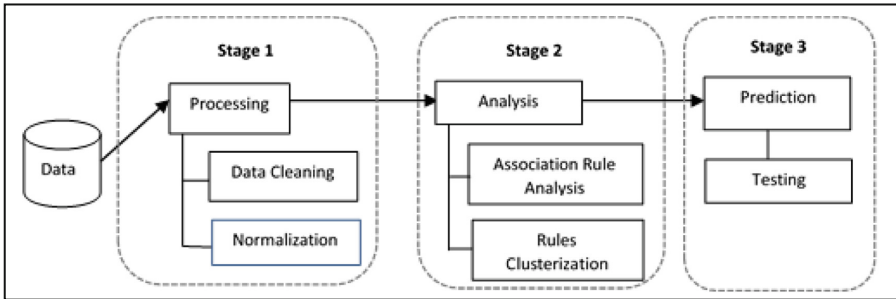 Stage 1
Stage 2
Stage 3
Processing
Analysis
Prediction
Data
Data Cleaning
Association Rule
Analysis
Testing
Normalization
Rules
Clusterization